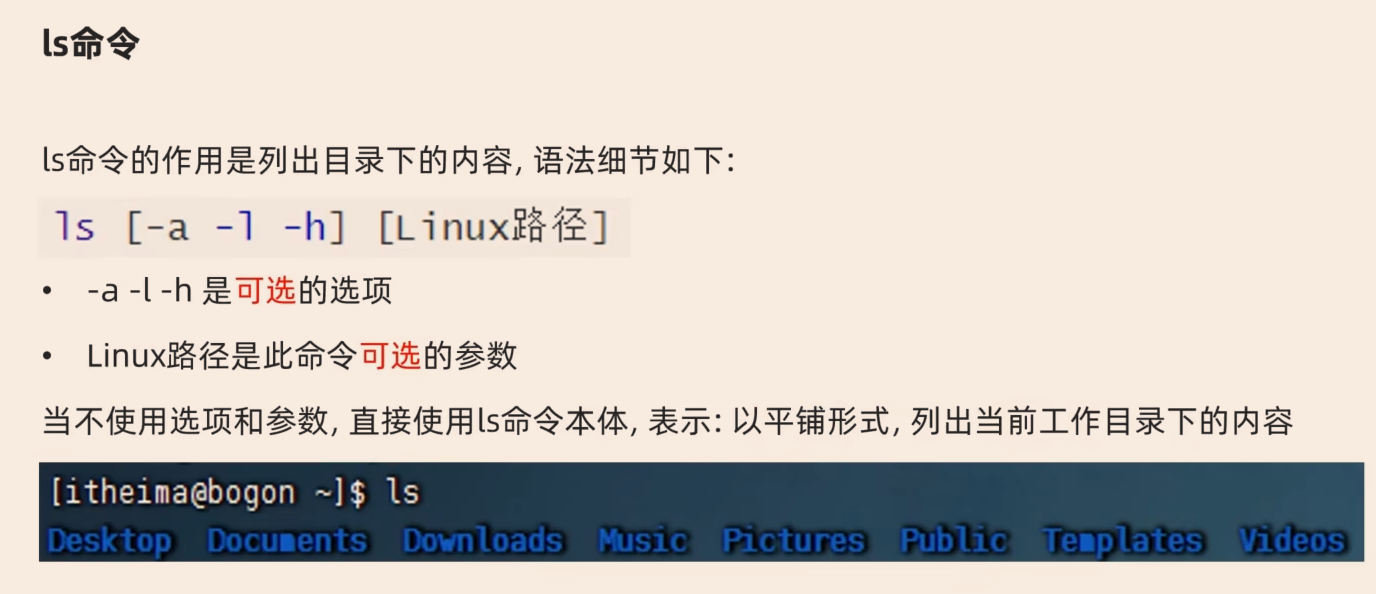 ls命令
ls命令的作用是列出目录下的内容, 语法细节如下:
ls [-a -l -h] [Linux路径]
• -a -l -h 是可选的选项
• Linux路径是此命令可选的参数
当不使用选项和参数, 直接使用ls命令本体, 表示: 以平铺形式, 列出当前工作目录下的内容
[itheima@bogon ~]$ ls
Desktop Documents Downloads Music Pictures Public Templates Videos